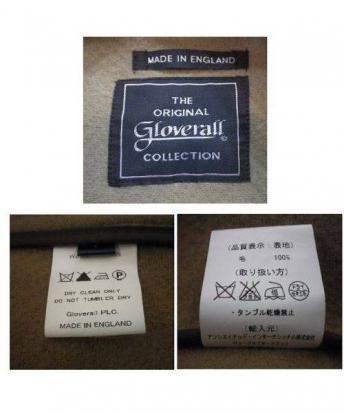 MADE IN ENGLAND
THE
ORIGINAL
Gloverall
COLLECTION
DRY CLEAN ONLY
DO NOT TUMBLER DRY
Gloverall PLC.
MADE IN ENGLAND
(品質表示:表地)
毛 100%
(取り扱い方)
・タンブル乾燥禁止
(輸入元)